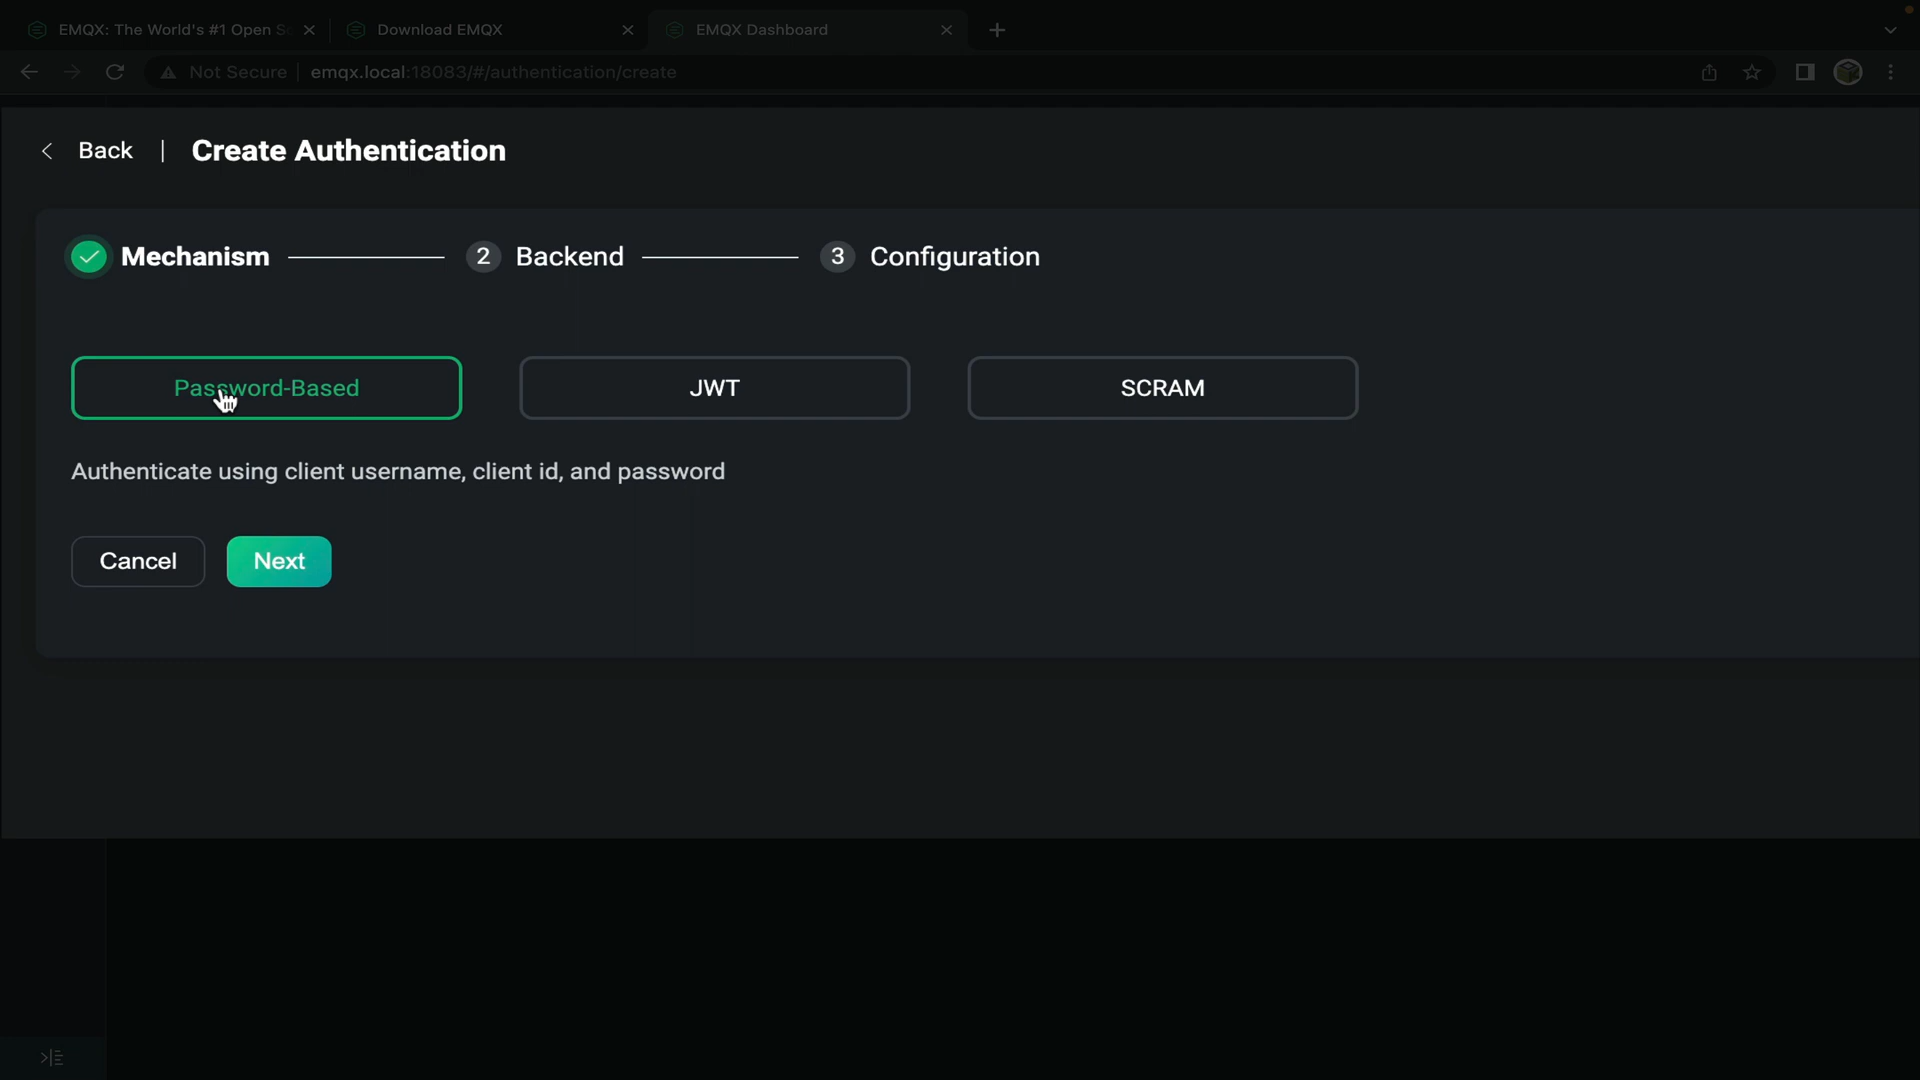 EMQX: The World's #1 Open S
Download EMQX
EMQX Dashboard
Not Secure
emqx.local:18083/#/authentication/create
Back | Create Authentication
Mechanism
2 Backend
3 Configuration
Password-Based
JWT
SCRAM
Authenticate using client username, client id, and password
Cancel
Next